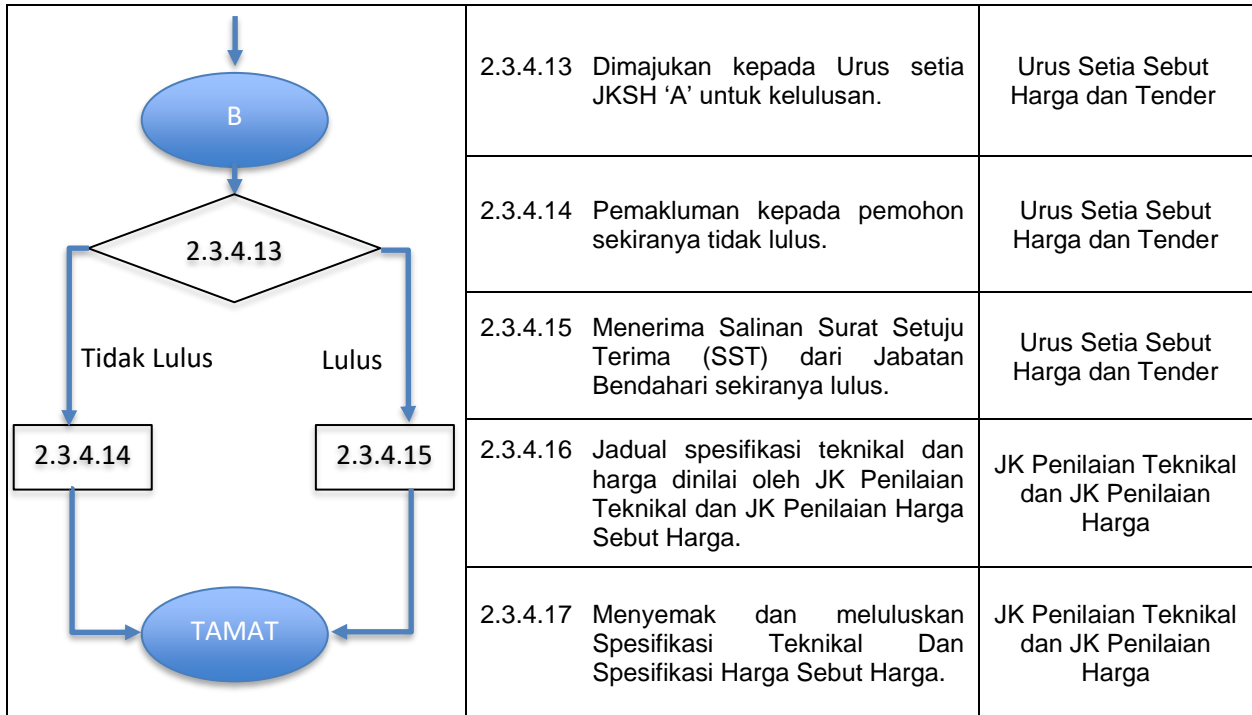 B
2.3.4.13
Tidak Lulus
Lulus
2.3.4.14
2.3.4.15
TAMAT
2.3.4.13 Dimajukan kepada Urus setia
JKSH ‘A’ untuk kelulusan.
Urus Setia Sebut
Harga dan Tender
2.3.4.14 Pemakluman kepada pemohon
sekiranya tidak lulus.
Urus Setia Sebut
Harga dan Tender
2.3.4.15 Menerima Salinan Surat Setuju
Terima (SST) dari Jabatan
Bendahari sekiranya lulus.
Urus Setia Sebut
Harga dan Tender
2.3.4.16 Jadual spesifikasi teknikal dan
harga dinilai oleh JK Penilaian
Teknikal dan JK Penilaian Harga
Sebut Harga.
JK Penilaian Teknikal
dan JK Penilaian
Harga
2.3.4.17 Menyemak dan meluluskan
Spesifikasi Teknikal Dan
Spesifikasi Harga Sebut Harga.
JK Penilaian Teknikal
dan JK Penilaian
Harga